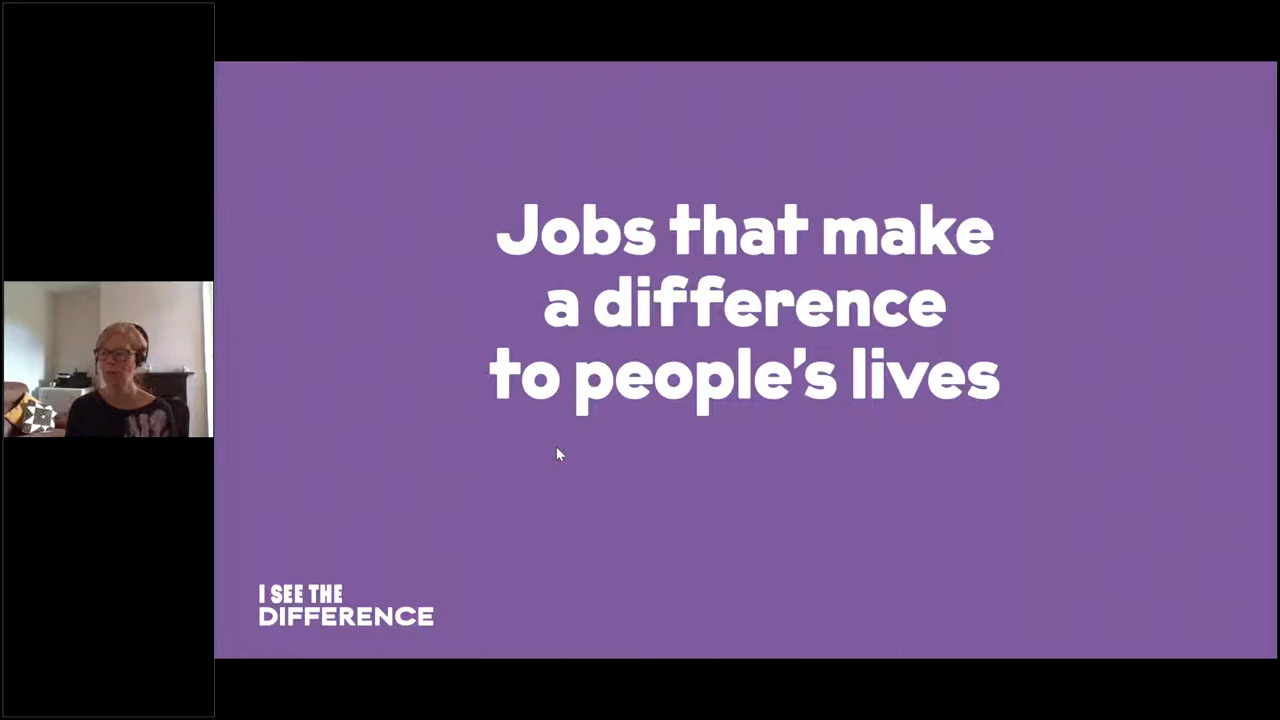 Jobs that make
a difference
to people's lives
I SEE THE
DIFFERENCE